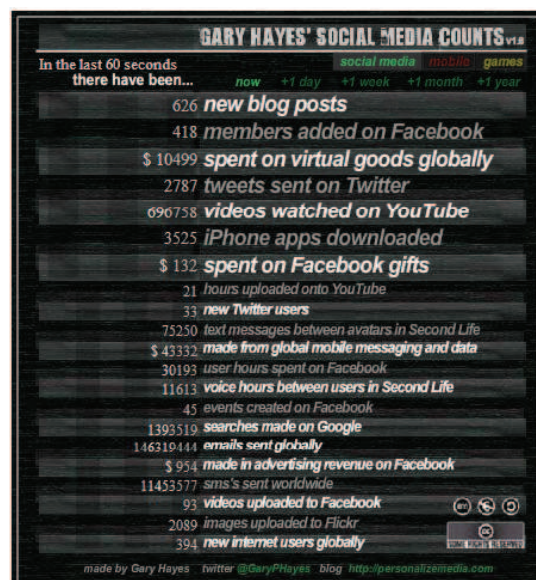 GARY HAYES' SOCIAL MEDIA COUNTS v1.6
In the last 60 seconds
there have been...
social media mobile games
now +1 day +1 week +1 month +1 year
626 new blog posts
418 members added on Facebook
$ 10499 spent on virtual goods globally
2787 tweets sent on Twitter
696758 videos watched on YouTube
3525 iPhone apps downloaded
$ 132 spent on Facebook gifts
21 hours uploaded onto YouTube
33 new Twitter users
75250 text messages between avatars in Second Life
$ 43332 made from global mobile messaging and data
30193 user hours spent on Facebook
11613 voice hours between users in Second Life
45 events created on Facebook
1393519 searches made on Google
146319444 emails sent globally
$ 954 made in advertising revenue on Facebook
11453577 sms's sent worldwide
93 videos uploaded to Facebook
2089 images uploaded to Flickr
cc
SOME RIGHTS RESERVED
394 new internet users globally
made by Gary Hayes twitter @GaryPHayes blog http://personalizemedia.com